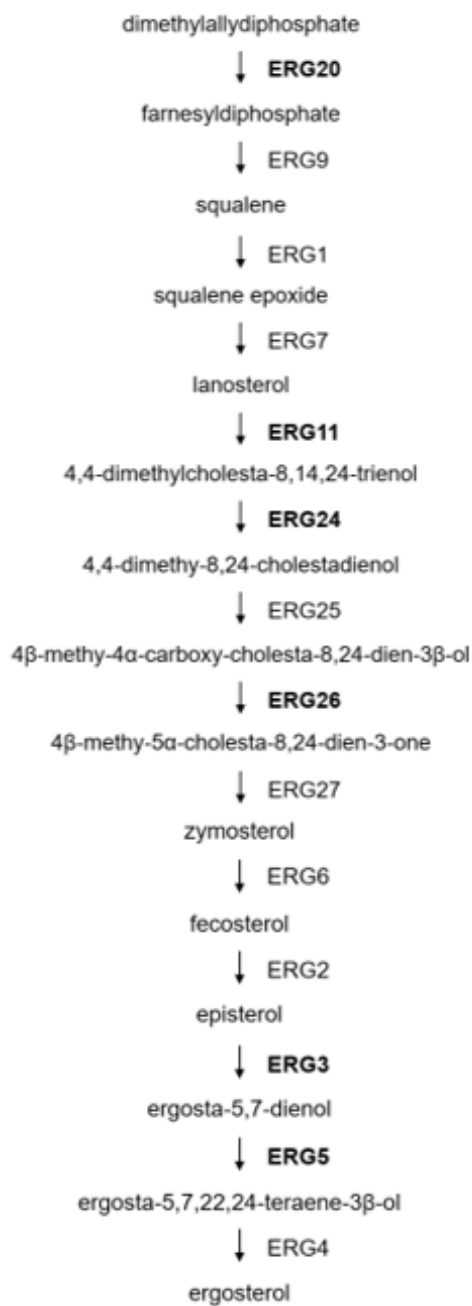 dimethylallydiphosphate
ERG20
farnesyldiphosphate
ERG9
squalene
ERG1
squalene epoxide
ERG7
lanosterol
ERG11
4,4-dimethylcholesta-8,14,24-trienol
ERG24
4,4-dimethy-8,24-cholestadienol
ERG25
4β-methy-4α-carboxy-cholesta-8,24-dien-3β-ol
ERG26
4β-methy-5α-cholesta-8,24-dien-3-one
ERG27
zymosterol
ERG6
fecosterol
ERG2
episterol
ERG3
ergosta-5,7-dienol
ERG5
ergosta-5,7,22,24-teraene-3β-ol
ERG4
ergosterol